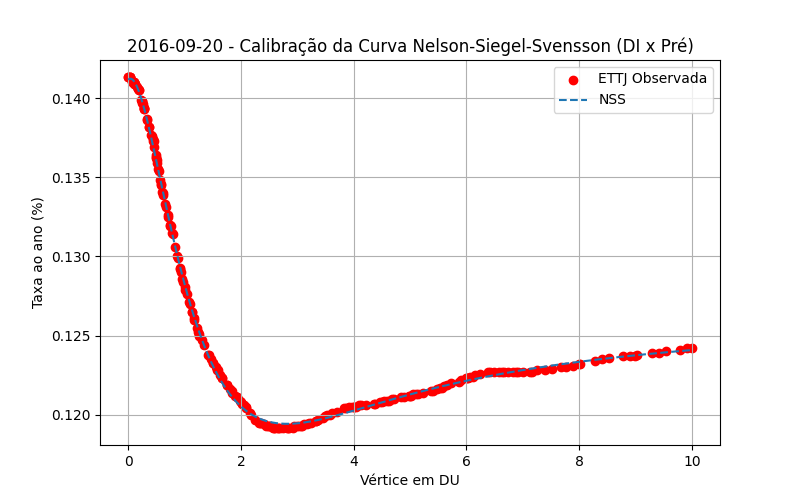 2016-09-20 - Calibração da Curva Nelson-Siegel-Svensson (DI x Pré)
ETTJ Observada
NSS
Taxa ao ano (%)
0.140
0.135
0.130
0.125
0.120
0 2 4 6 8 10
Vértice em DU